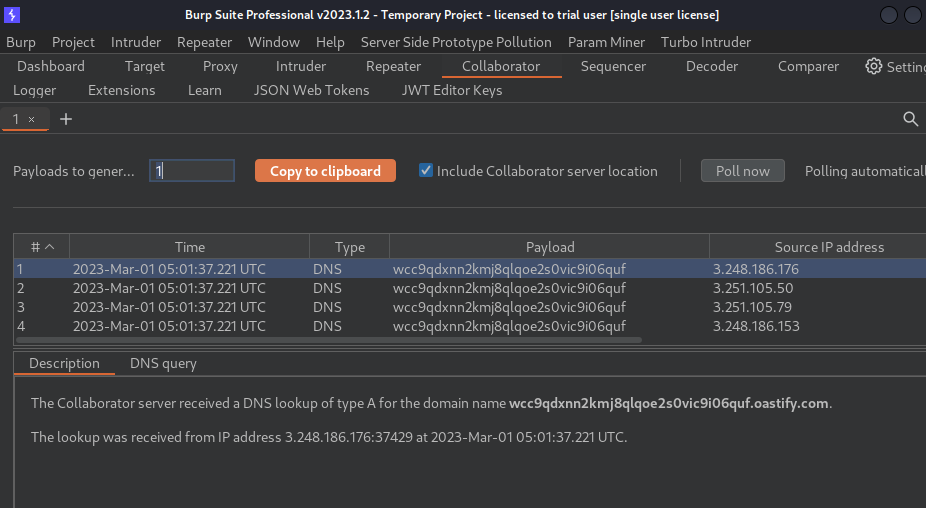 Burp Suite Professional v2023.1.2 - Temporary Project - licensed to trial user [single user license]
Burp Project Intruder Repeater Window Help Server Side Prototype Pollution Param Miner Turbo Intruder
Dashboard Target Proxy Intruder Repeater Collaborator Sequencer Decoder Comparer Settin
Logger Extensions Learn JSON Web Tokens JWT Editor Keys
1 × +
Payloads to gener... 1 Copy to clipboard Include Collaborator server location Poll now Polling automaticall
# Time Type Payload Source IP address
1 2023-Mar-01 05:01:37.221 UTC DNS wcc9qdxnn2kmj8qlqoe2s0vic9i06quf 3.248.186.176
2 2023-Mar-01 05:01:37.221 UTC DNS wcc9qdxnn2kmj8qlqoe2s0vic9i06quf 3.251.105.50
3 2023-Mar-01 05:01:37.221 UTC DNS wcc9qdxnn2kmj8qlqoe2s0vic9i06quf 3.251.105.79
4 2023-Mar-01 05:01:37.221 UTC DNS wcc9qdxnn2kmj8qlqoe2s0vic9i06quf 3.248.186.153
Description DNS query
The Collaborator server received a DNS lookup of type A for the domain name wcc9qdxnn2kmj8qlqoe2s0vic9i06quf.oastify.com.
The lookup was received from IP address 3.248.186.176:37429 at 2023-Mar-01 05:01:37.221 UTC.